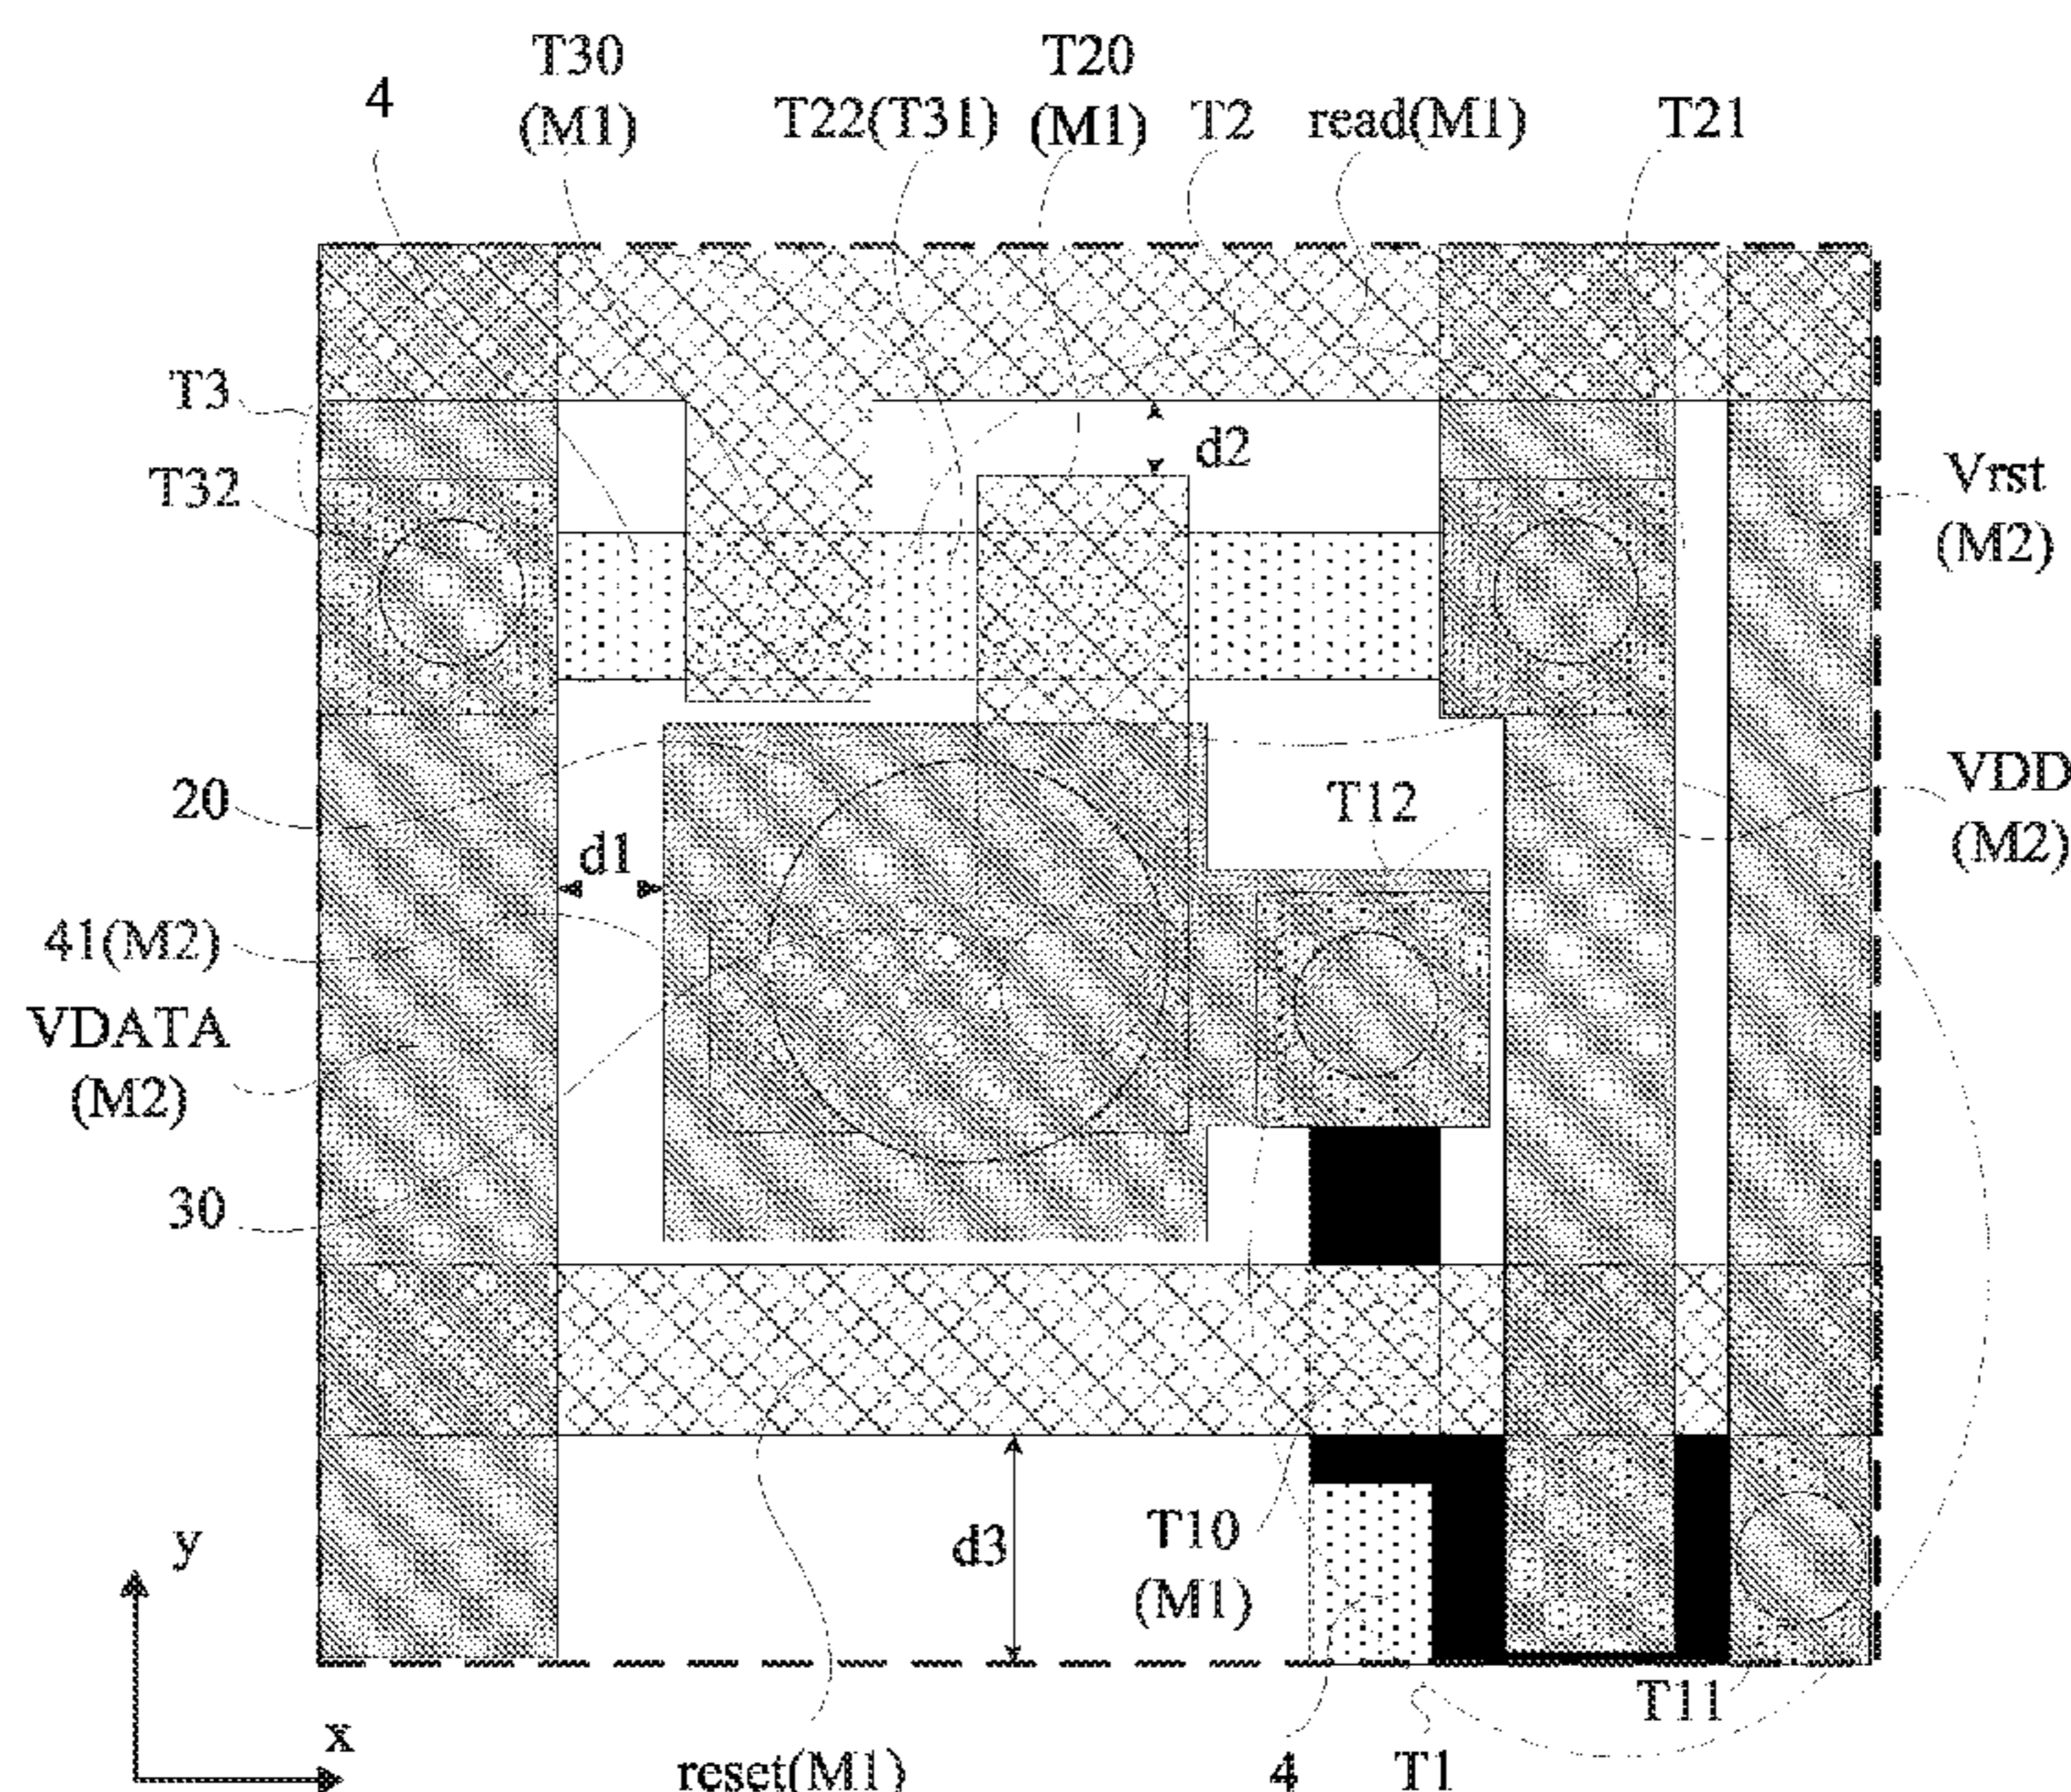 4
T30
(M1)
T22(T31)
T20
(M1)
T2
read(M1)
T21
T3
T32
d2
Vrst
(M2)
20
d1
T12
VDD
(M2)
41(M2)
VDATA
(M2)
30
y
d3
T10
(M1)
T11
x
reset(M1)
4
T1